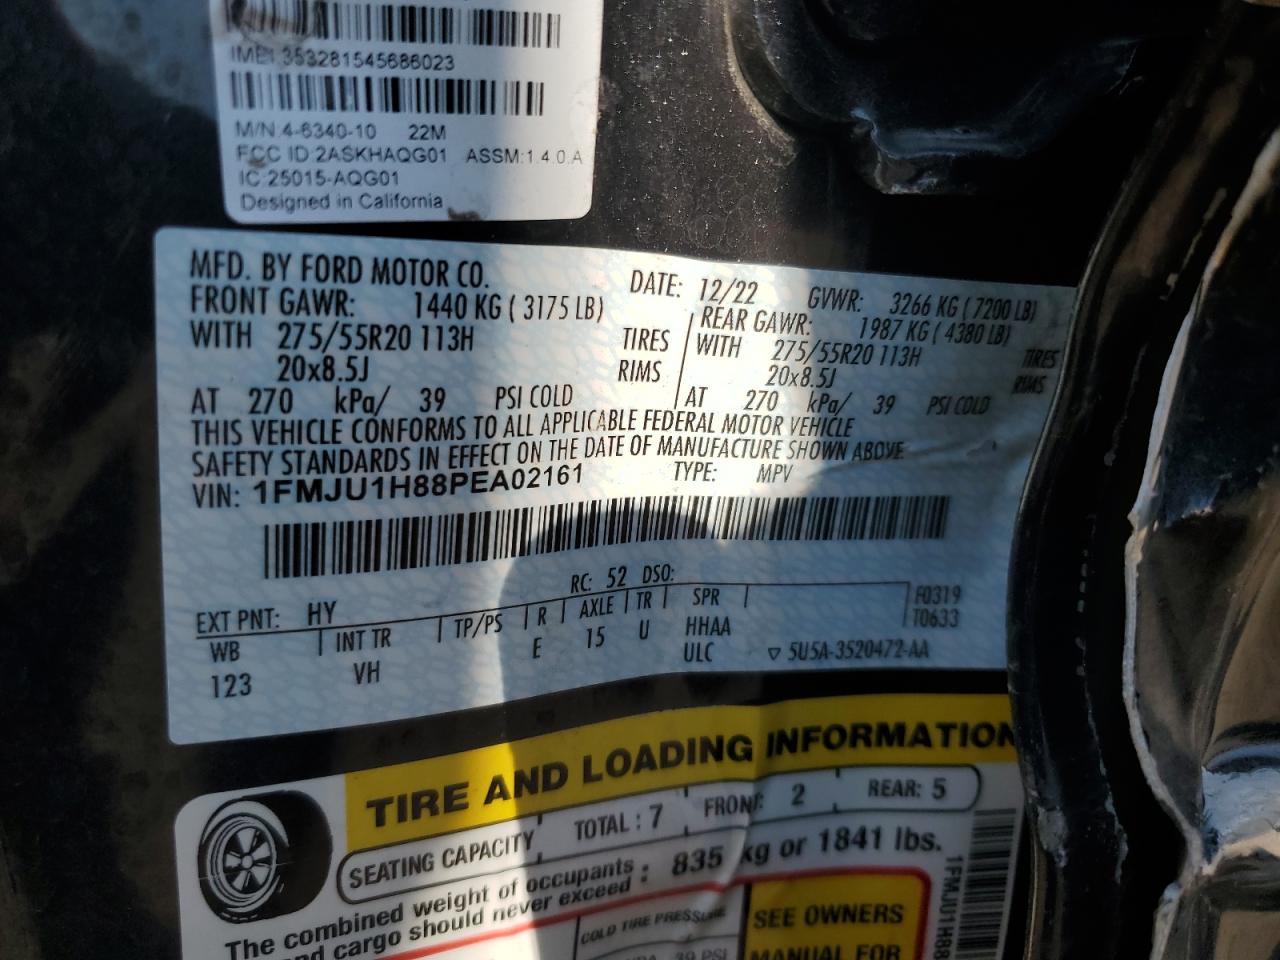 IMEI 353281545686023
M/N 4-6340-10 22M
FCC ID:2ASKHAQG01 ASSM:1.4.0.A
IC:25015-AQG01
Designed in California
MFD. BY FORD MOTOR CO. DATE: 12/22 GVWR: 3266 KG ( 7200 LB)
FRONT GAWR: 1440 KG ( 3175 LB) REAR GAWR: 1987 KG ( 4380 LB)
WITH 275/55R20 113H TIRES WITH 275/55R20 113H TIRES
20x8.5J RIMS 20x8.5J RIMS
AT 270 kPa/ 39 PSI COLD AT 270 kPa/ 39 PSI COLD
THIS VEHICLE CONFORMS TO ALL APPLICABLE FEDERAL MOTOR VEHICLE
SAFETY STANDARDS IN EFFECT ON THE DATE OF MANUFACTURE SHOWN ABOVE
VIN: 1FMJU1H88PEA02161 TYPE: MPV
RC: 52 DSO:
EXT PNT: HY F0319
T0633
WB INT TR TP/PS R AXLE TR SPR
123 VH E 15 U HHAA
ULC ▽ 5U5A-3520472-AA
TIRE AND LOADING INFORMATION
SEATING CAPACITY TOTAL : 7 FRONT: 2 REAR: 5
The combined weight of occupants : 835 kg or 1841 lbs.
and cargo should never exceed :
COLD TIRE PRESSURE
39 PSI
SEE OWNERS
MANUAL FOR
1FMJU1H88